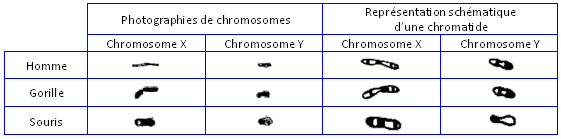 Photographies de chromosomes
Représentation schématique
d'une chromatide
Chromosome X
Chromosome Y
Chromosome X
Chromosome Y
Homme
Gorille
Souris